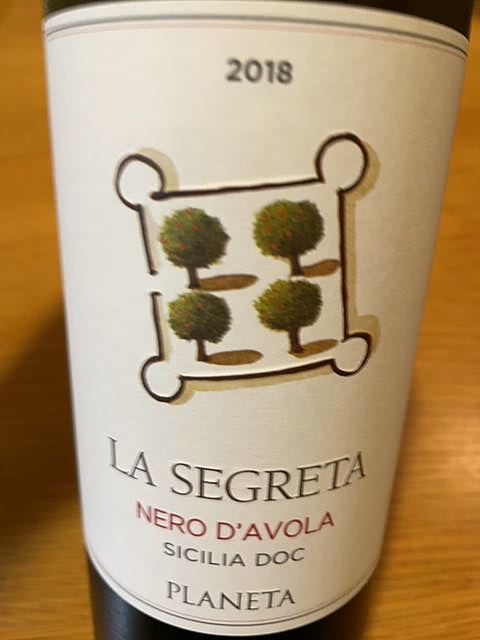 2018
LA SEGRETA
NERO D'AVOLA
SICILIA DOC
PLANETA